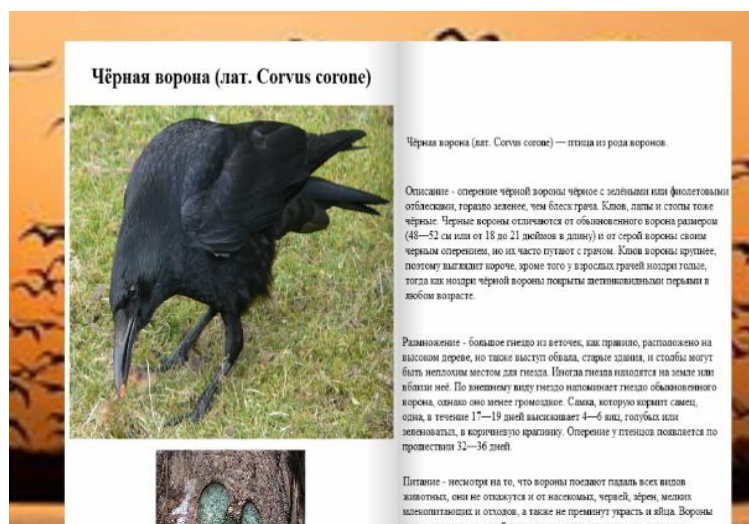 Чёрная ворона (лат. Corvus corone)
Чёрная ворона (лат. Corvus corone) — птица из рода воронов.
Описание - оперение чёрной вороны чёрное с зелёными или фиолетовыми
отблесками, гораздо зеленее, чем блеск грача. Клюв, лапы и стопы тоже
чёрные. Черные вороны отличаются от обыкновенного ворона размером
(48—52 см или от 18 до 21 дюймов в длину) и от серой вороны своим
черным оперением, но их часто путают с грачом. Клюв вороны крупнее,
поэтому выглядит короче, кроме того у взрослых грачей ноздри голые,
тогда как ноздри чёрной вороны покрыты щетинковидными перьями в
любом возрасте.
Размножение - большое гнездо из веточек, как правило, расположено на
высоком дереве, но также выступ обвала, старые здания, и столбы могут
быть неплохим местом для гнезда. Иногда гнезда находятся на земле или
вблизи неё. По внешнему виду гнездо напоминает гнездо обыкновенного
ворона, однако оно менее громоздкое. Самка, которую кормит самец,
одна, в течение 17—19 дней высиживает 4—6 яиц, голубых или
зеленоватых, в коричневую крапинку. Оперение у птенцов появляется по
прошествии 32—36 дней.
Питание - несмотря на то, что вороны поедают падаль всех видов
животных, они не откажутся и от насекомых, червей, зёрен, мелких
млекопитающих и отходов, а также не преминут украсть и яйца. Вороны